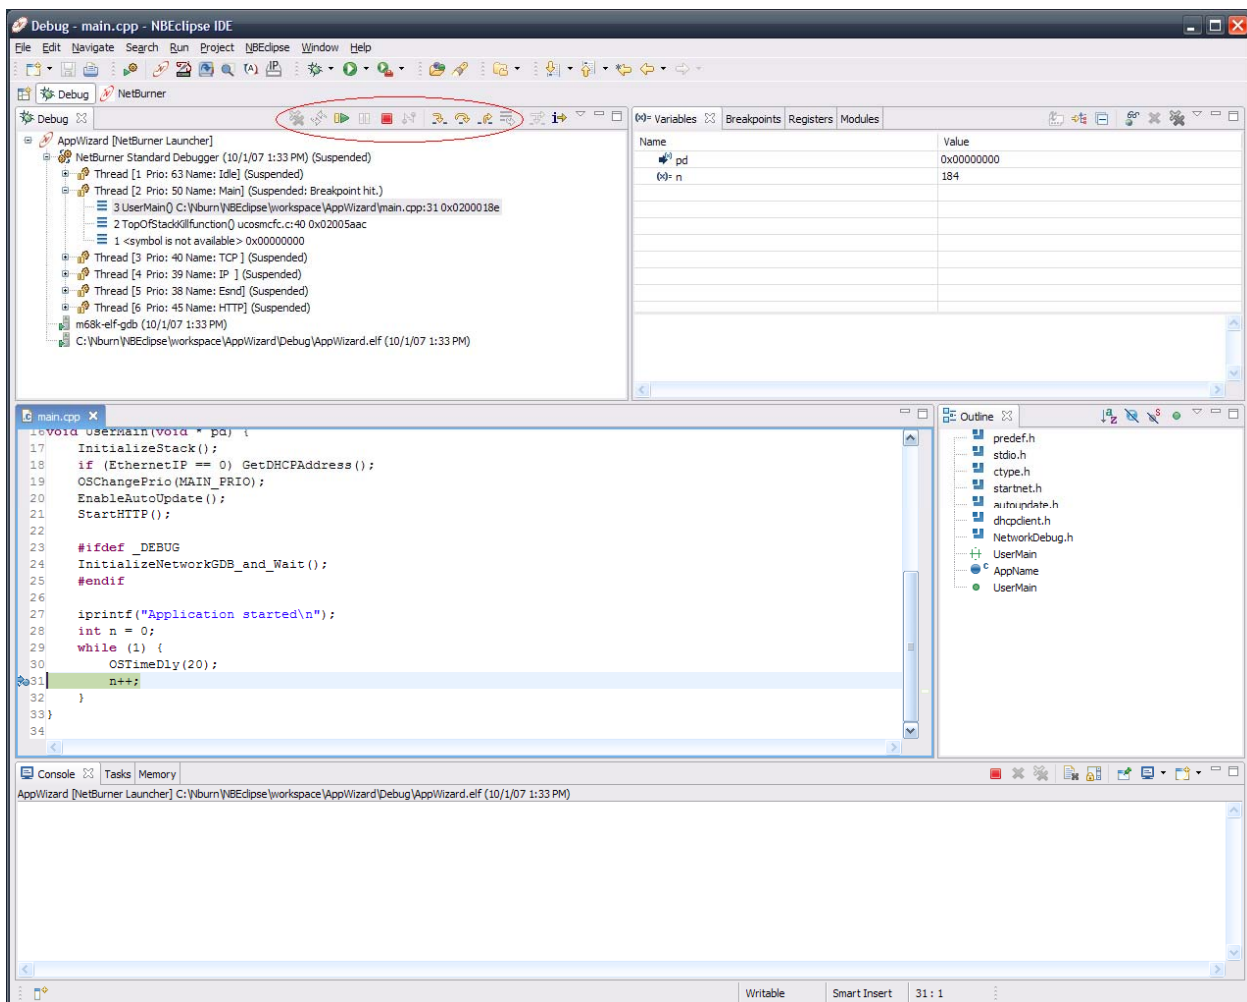 Debug - main.cpp - NBEclipse IDE
File Edit Navigate Search Run Project NBEclipse Window Help
Debug NetBurner
Debug
AppWizard [NetBurner Launcher]
NetBurner Standard Debugger (10/1/07 1:33 PM) (Suspended)
Thread [1 Prio: 63 Name: Idle] (Suspended)
Thread [2 Prio: 50 Name: Main] (Suspended: Breakpoint hit.)
3 UserMain() C:\Nburn\NBEclipse\workspace\AppWizard\main.cpp:31 0x0200018e
2 TopOfStackKillfunction() ucosmcfc.c:40 0x02005aac
1 <symbol is not available> 0x00000000
Thread [3 Prio: 40 Name: TCP ] (Suspended)
Thread [4 Prio: 39 Name: IP ] (Suspended)
Thread [5 Prio: 38 Name: Esnd] (Suspended)
Thread [6 Prio: 45 Name: HTTP] (Suspended)
m68k-elf-gdb (10/1/07 1:33 PM)
C:\Nburn\NBEclipse\workspace\AppWizard\Debug\AppWizard.elf (10/1/07 1:33 PM)
(x)= Variables Breakpoints Registers Modules
Name Value
pd 0x00000000
(x)= n 184
main.cpp
16void UserMain(void * pd) {
17 InitializeStack();
18 if (EthernetIP == 0) GetDHCPAddress();
19 OSChangePrio(MAIN_PRIO);
20 EnableAutoUpdate();
21 StartHTTP();
22
23 #ifdef _DEBUG
24 InitializeNetworkGDB_and_Wait();
25 #endif
26
27 iprintf("Application started\n");
28 int n = 0;
29 while (1) {
30 OSTimeDly(20);
31 n++;
32 }
33}
34
Outline
predef.h
stdio.h
ctype.h
startnet.h
autoupdate.h
dhcpclient.h
NetworkDebug.h
UserMain
AppName
UserMain
Console Tasks Memory
AppWizard [NetBurner Launcher] C:\Nburn\NBEclipse\workspace\AppWizard\Debug\AppWizard.elf (10/1/07 1:33 PM)
Writable Smart Insert 31 : 1